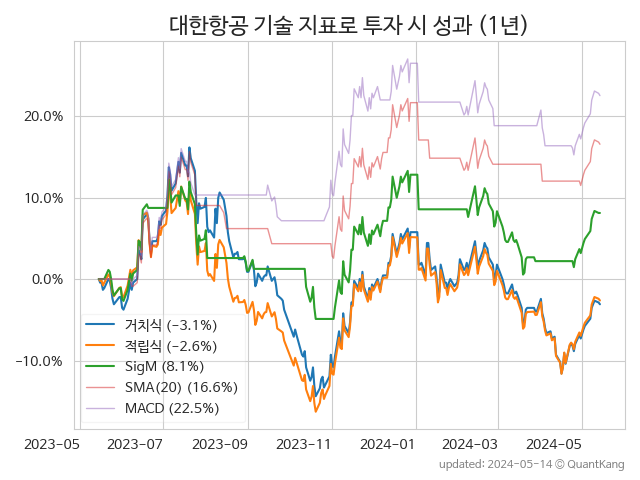 대한항공 기술 지표로 투자 시 성과 (1년)
20.0%
10.0%
0.0%
−10.0%
거치식 (−3.1%)
적립식 (−2.6%)
SigM (8.1%)
SMA(20) (16.6%)
MACD (22.5%)
2023-05 2023-07 2023-09 2023-11 2024-01 2024-03 2024-05
updated: 2024-05-14 © QuantKang